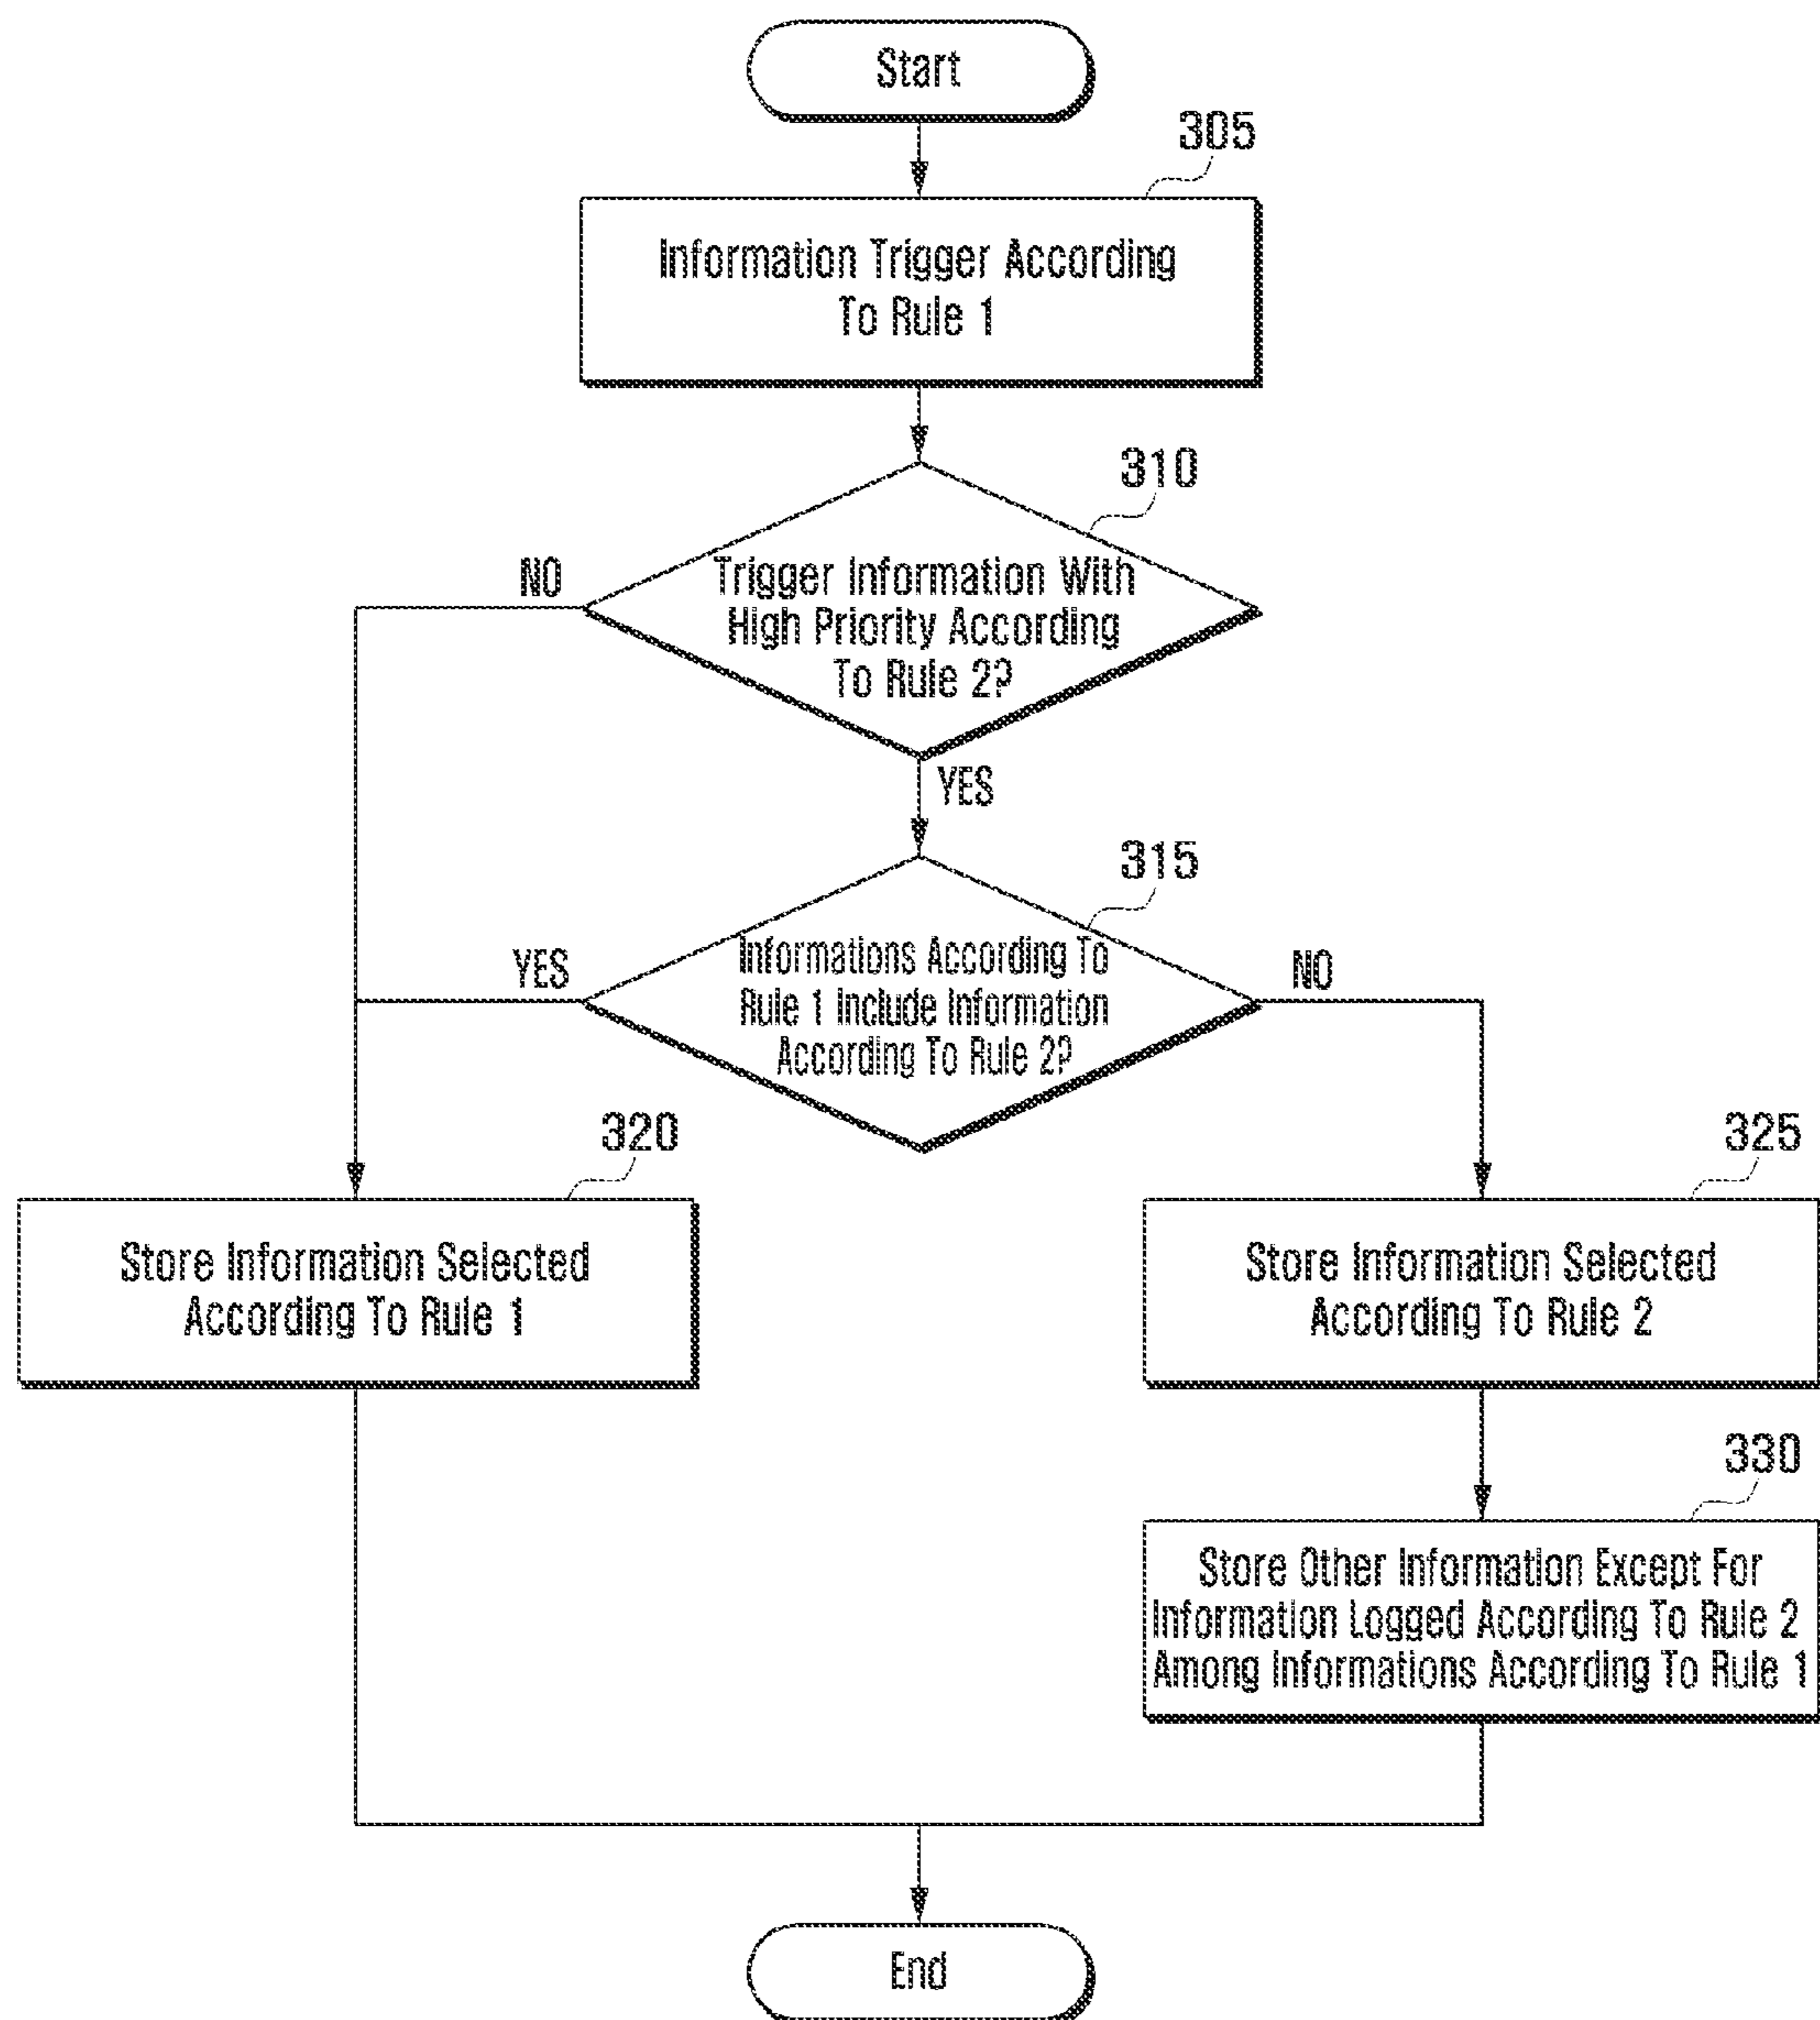 Start
305
Information Trigger According
To Rule 1
310
NO
Trigger Information With
High Priority According
To Rule 2?
YES
315
YES
Informations According To
Rule 1 Include Information
According To Rule 2?
NO
320
325
Store Information Selected
According To Rule 1
Store Information Selected
According To Rule 2
330
Store Other Information Except For
Information Logged According To Rule 2
Among Informations According To Rule 1
End